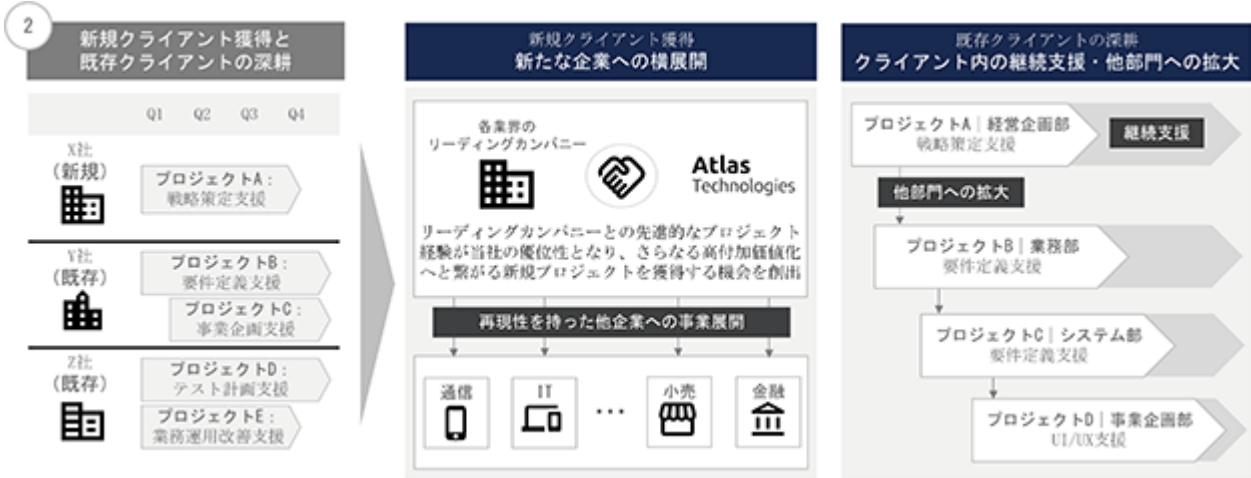 2
新規クライアント獲得と
既存クライアントの深耕
Q1 Q2 Q3 Q4
X社
(新規)
プロジェクトA:
戦略策定支援
Y社
(既存)
プロジェクトB:
要件定義支援
プロジェクトC:
事業企画支援
Z社
(既存)
プロジェクトD:
テスト計画支援
プロジェクトE:
業務運用改善支援
新規クライアント獲得
新たな企業への横展開
各業界の
リーディングカンパニー
Atlas
Technologies
リーディングカンパニーとの先進的なプロジェクト
経験が当社の優位性となり、さらなる高付加価値化
へと繋がる新規プロジェクトを獲得する機会を創出
再現性を持った他企業への事業展開
通信
IT
...
小売
金融
既存クライアントの深耕
クライアント内の継続支援・他部門への拡大
プロジェクトA|経営企画部
戦略策定支援
継続支援
他部門への拡大
プロジェクトB|業務部
要件定義支援
プロジェクトC|システム部
要件定義支援
プロジェクトD|事業企画部
UI/UX支援